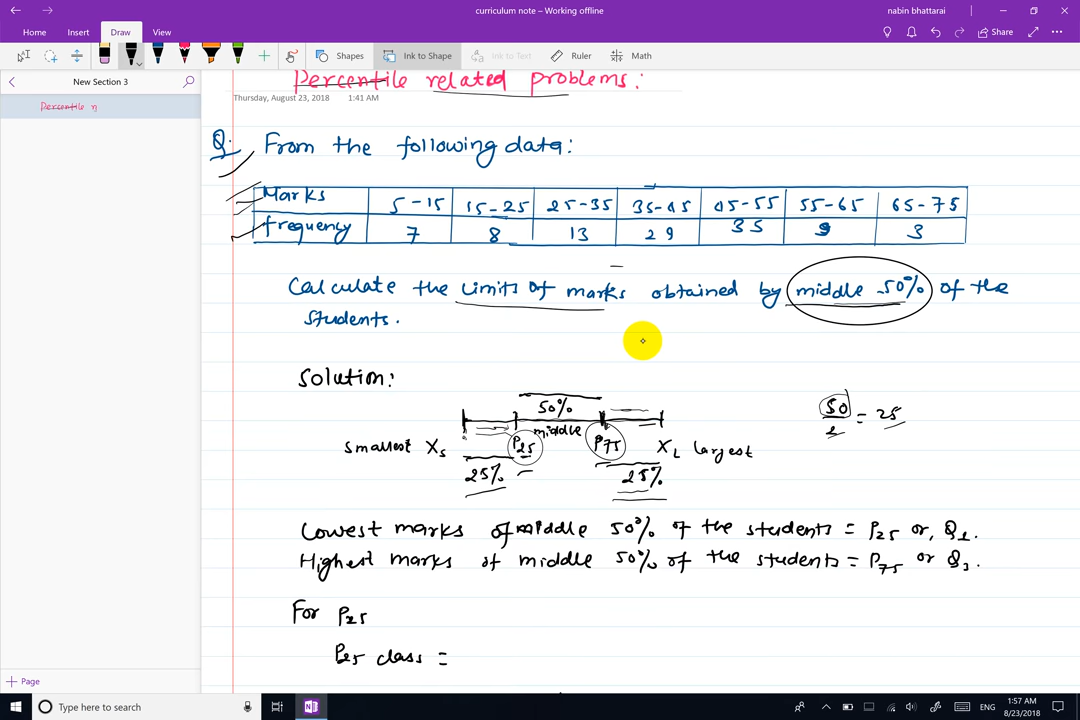 curriculum note – Working offline
nabin bhattarai
Home Insert Draw View
Share
Shapes Ink to Shape Ink to Text Ruler Math
New Section 3
Percentile η
Page
Percentile related problems:
Thursday, August 23, 2018 1:41 AM
Q. From the following data:
Marks 5-15 15-25 25-35 35-45 45-55 55-65 65-75
frequency 7 8 13 29 35 9 3
Calculate the limits of marks obtained by middle 50% of the
students.
Solution:
50%
50/2 = 25
middle
smallest Xs P25 P75 XL largest
25% 25%
Lowest marks of middle 50% of the students = P25 or, Q1.
Highest marks of middle 50% of the students = P75 or Q3.
For P25
P25 class =
Type here to search
ENG
1:57 AM
8/23/2018